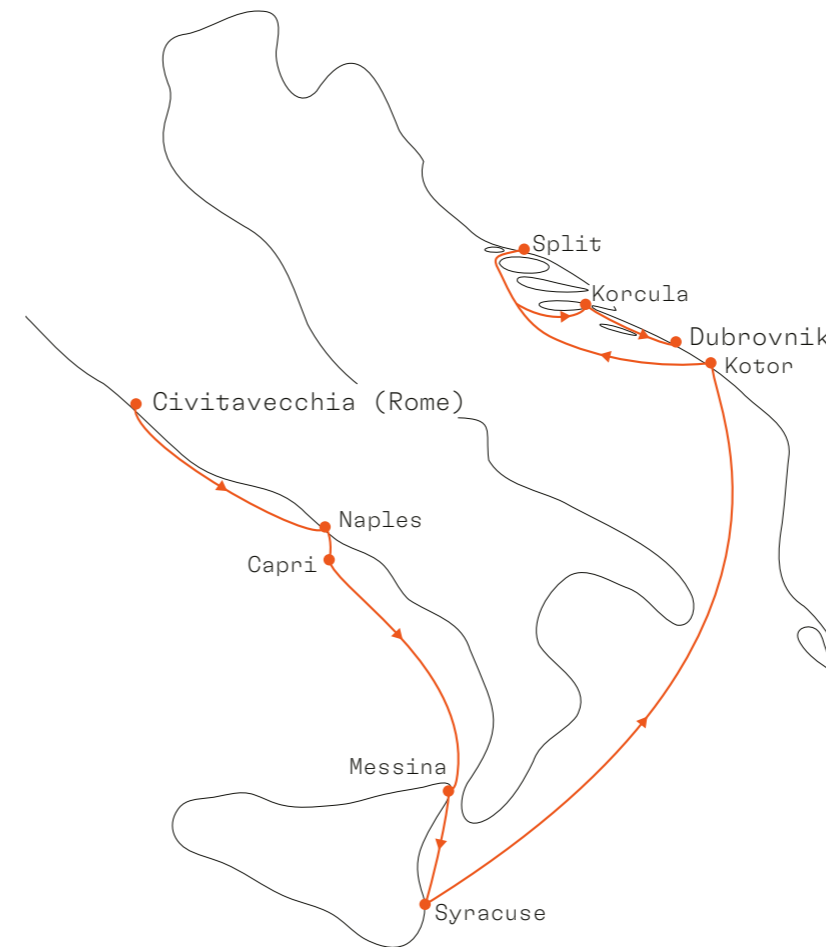 Split
Korcula
Dubrovnik
Kotor
Civitavecchia (Rome)
Naples
Capri
Messina
Syracuse